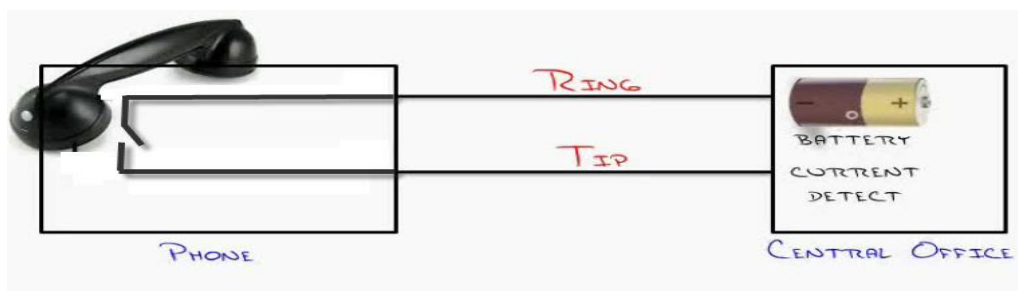 RING
- +
BATTERY
TIP
CURRENT
DETECT
PHONE
CENTRAL OFFICE